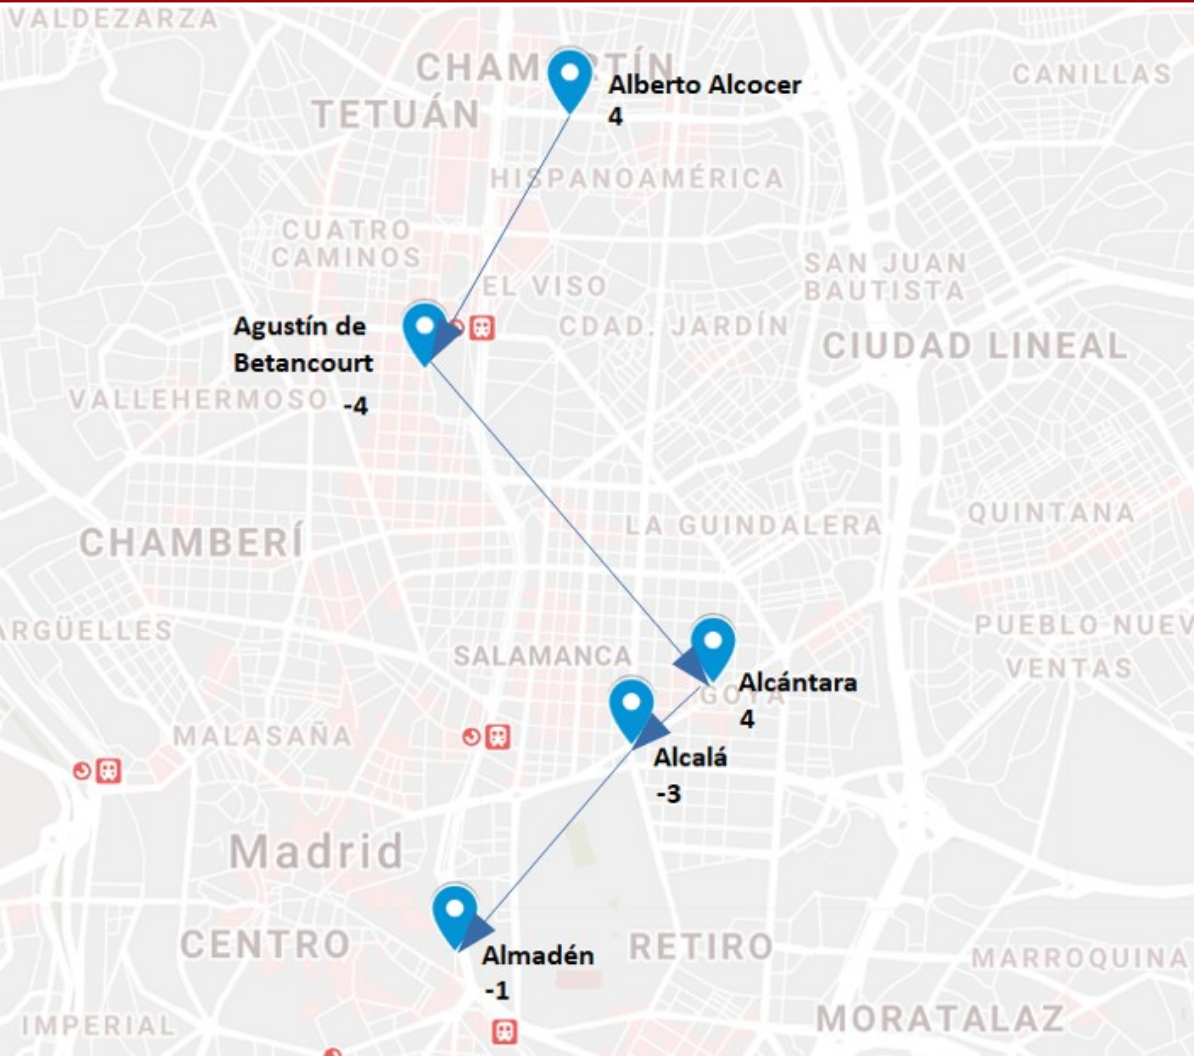 VALDEZARZA
CHAMARTÍN
CANILLAS
Alberto Alcocer
4
TETUÁN
HISPANOAMÉRICA
CUATRO
CAMINOS
SAN JUAN
BAUTISTA
EL VISO
Agustín de
Betancourt
-4
CDAD. JARDÍN
CIUDAD LINEAL
VALLEHERMOSO
QUINTANA
LA GUINDALERA
CHAMBERÍ
ARGÜELLES
PUEBLO NUEV
VENTAS
SALAMANCA
Alcántara
4
GOYA
MALASAÑA
Alcalá
-3
Madrid
CENTRO
RETIRO
Almadén
-1
MARROQUINA
IMPERIAL
MORATALAZ